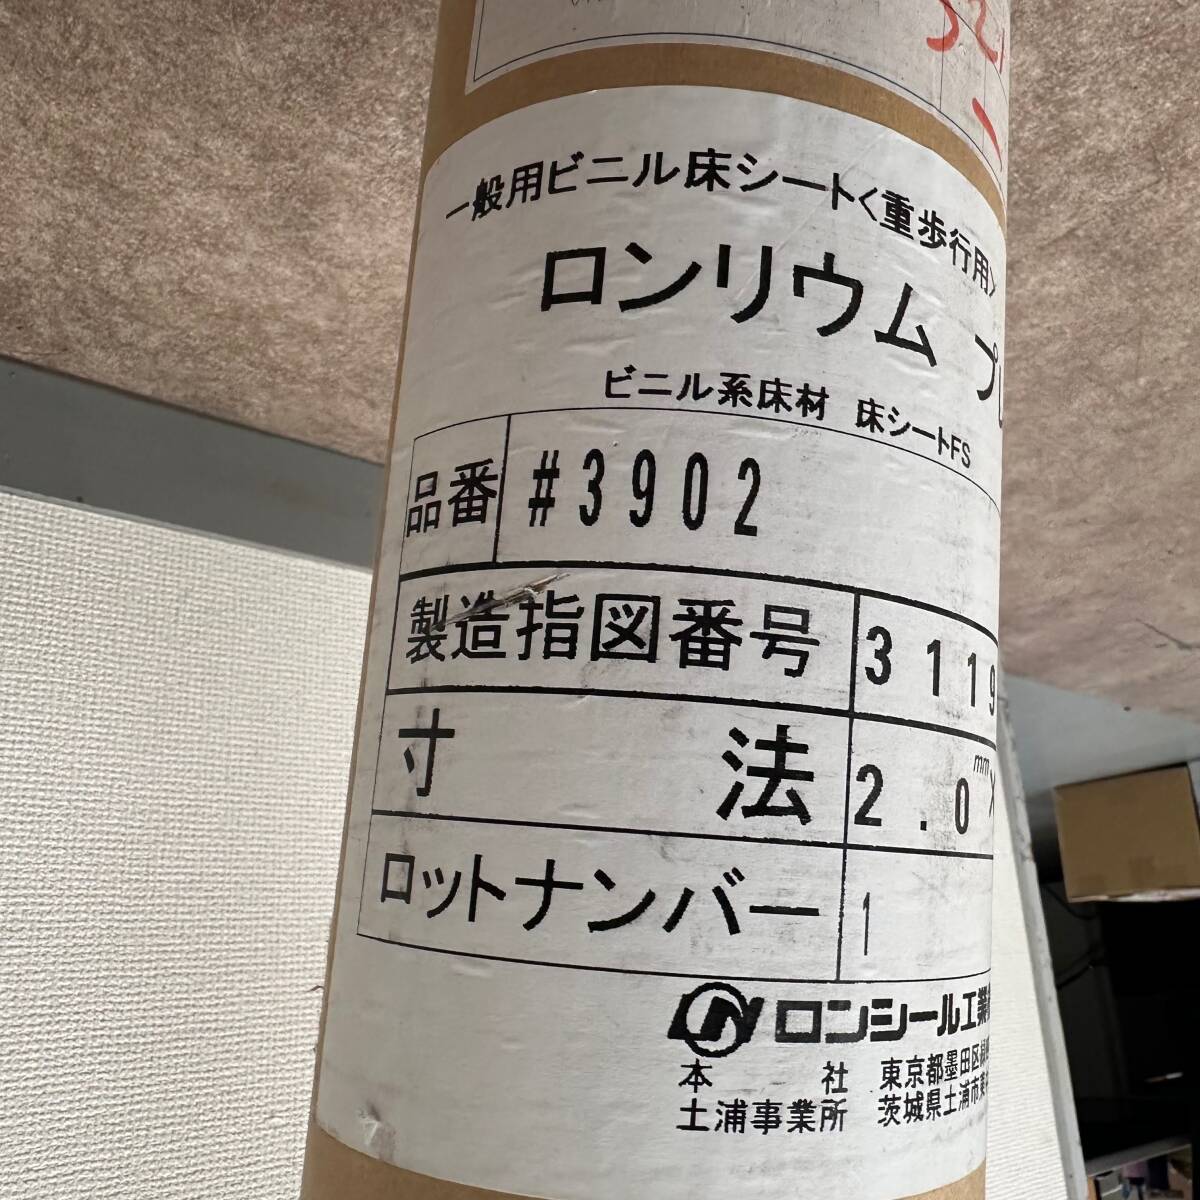 一般用ビニル床シート〈重歩行用〉
ロンリウム プ
ビニル系床材 床シートFS
品番 #3902
製造指図番号 3119
寸法 2.0mm×
ロットナンバー 1
ロンシール工業
本社 東京都墨田区緑
土浦事業所 茨城県土浦市東